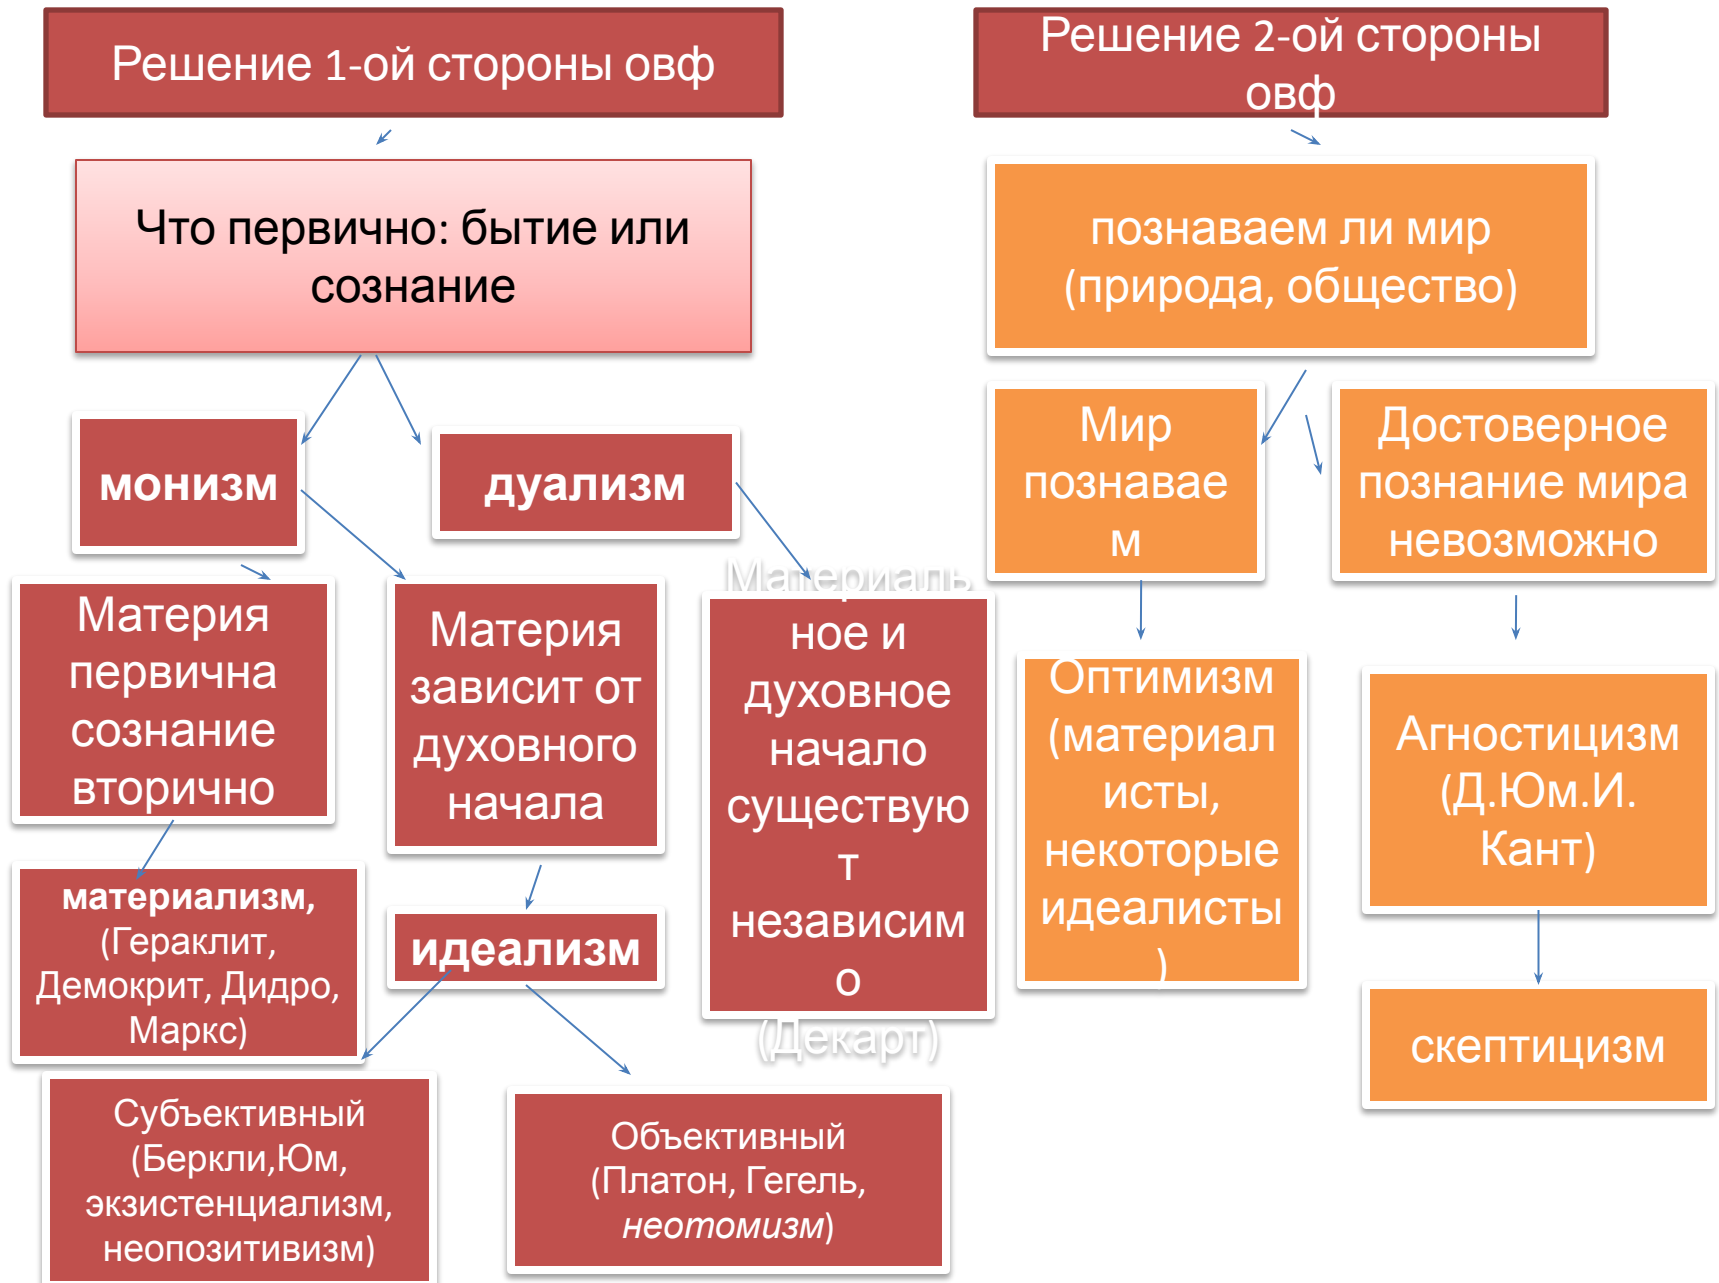 Решение 1-ой стороны овф
Решение 2-ой стороны
овф
Что первично: бытие или
сознание
познаваем ли мир
(природа, общество)
монизм
дуализм
Мир
познавае
м
Достоверное
познание мира
невозможно
Материя
первична
сознание
вторично
Материя
зависит от
духовного
начала
Материаль
ное и
духовное
начало
существую
т
независим
о
(Декарт)
Оптимизм
(материал
исты,
некоторые
идеалисты
)
Агностицизм
(Д.Юм.И.
Кант)
материализм,
(Гераклит,
Демокрит, Дидро,
Маркс)
идеализм
скептицизм
Субъективный
(Беркли,Юм,
экзистенциализм,
неопозитивизм)
Объективный
(Платон, Гегель,
неотомизм)